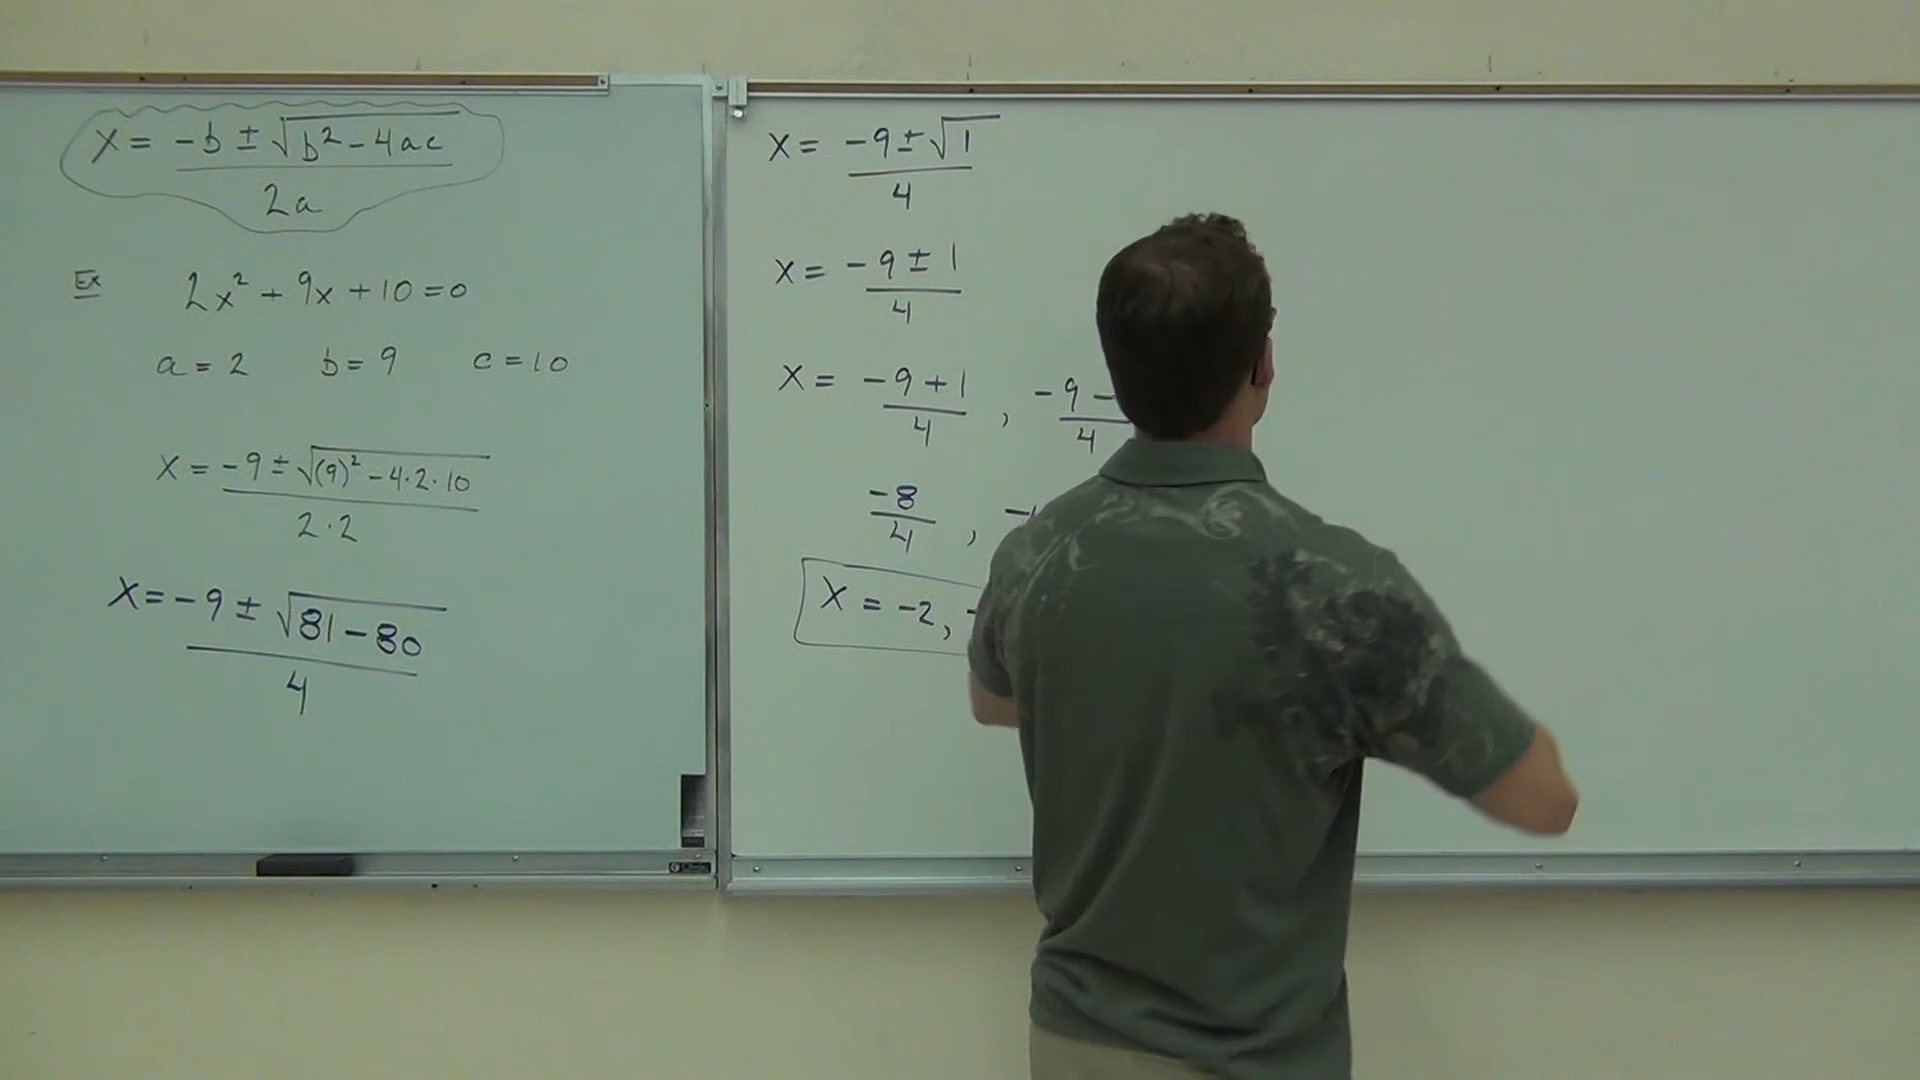 x = -b ± √b² - 4ac
2a
Ex 2x² + 9x + 10 = 0
a = 2 b = 9 c = 10
x = -9 ± √(9)² - 4·2·10
2·2
x = -9 ± √81 - 80
4
x = -9 ± √1
4
x = -9 ± 1
4
x = -9 + 1 , -9 -
4 4
-8 , -
4
x = -2, -